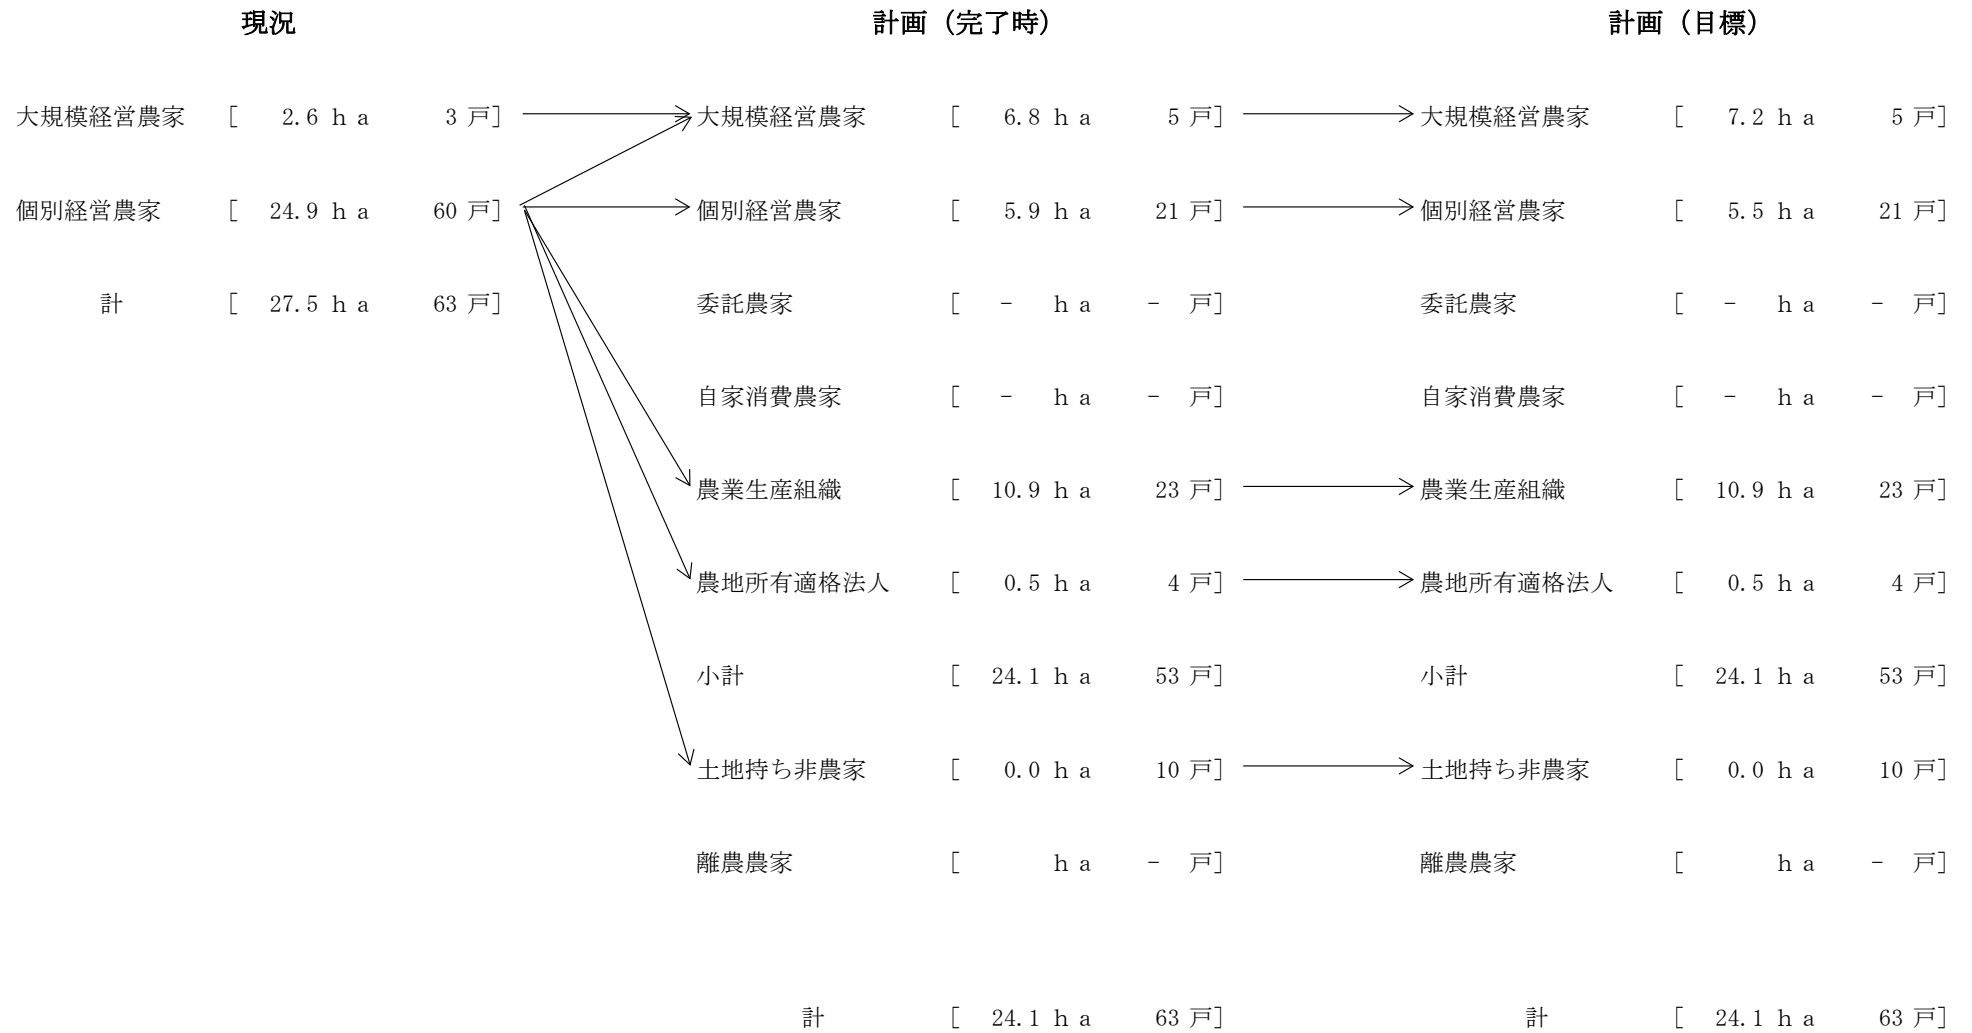 現況 計画（完了時） 計画（目標）
大規模経営農家 [ 2.6 ｈａ 3 戸] 大規模経営農家 [ 6.8 ｈａ 5 戸] 大規模経営農家 [ 7.2 ｈａ 5 戸]
個別経営農家 [ 24.9 ｈａ 60 戸] 個別経営農家 [ 5.9 ｈａ 21 戸] 個別経営農家 [ 5.5 ｈａ 21 戸]
計 [ 27.5 ｈａ 63 戸] 委託農家 [ - ｈａ - 戸] 委託農家 [ - ｈａ - 戸]
自家消費農家 [ - ｈａ - 戸] 自家消費農家 [ - ｈａ - 戸]
農業生産組織 [ 10.9 ｈａ 23 戸] 農業生産組織 [ 10.9 ｈａ 23 戸]
農地所有適格法人 [ 0.5 ｈａ 4 戸] 農地所有適格法人 [ 0.5 ｈａ 4 戸]
小計 [ 24.1 ｈａ 53 戸] 小計 [ 24.1 ｈａ 53 戸]
土地持ち非農家 [ 0.0 ｈａ 10 戸] 土地持ち非農家 [ 0.0 ｈａ 10 戸]
離農農家 [ ｈａ - 戸] 離農農家 [ ｈａ - 戸]
計 [ 24.1 ｈａ 63 戸] 計 [ 24.1 ｈａ 63 戸]